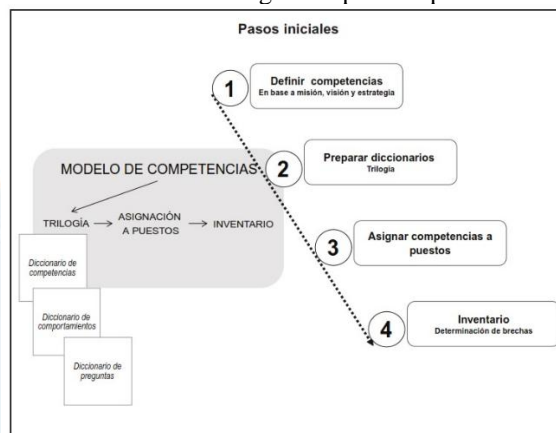 Pasos iniciales
1
Definir competencias
En base a misión, visión y estrategia
2
Preparar diccionarios
Trilogía
3
Asignar competencias a
puestos
4
Inventario
Determinación de brechas
MODELO DE COMPETENCIAS
TRILOGÍA
ASIGNACIÓN
A PUESTOS
INVENTARIO
Diccionario de
competencias
Diccionario de
comportamientos
Diccionario de
preguntas